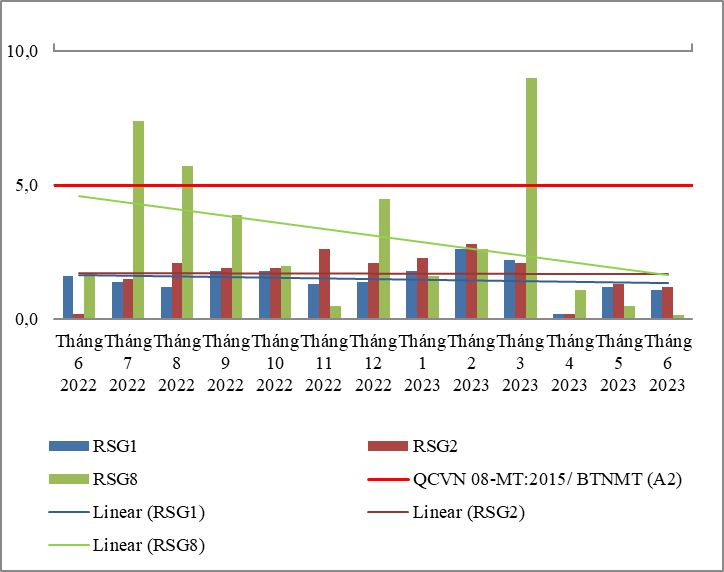 10,0
5,0
0,0
Tháng Tháng Tháng Tháng Tháng Tháng Tháng Tháng Tháng Tháng Tháng Tháng Tháng
6 7 8 9 10 11 12 1 2 3 4 5 6
2022 2022 2022 2022 2022 2022 2022 2023 2023 2023 2023 2023 2023
RSG1 RSG2
RSG8 QCVN 08-MT:2015/ BTNMT (A2)
Linear (RSG1) Linear (RSG2)
Linear (RSG8)